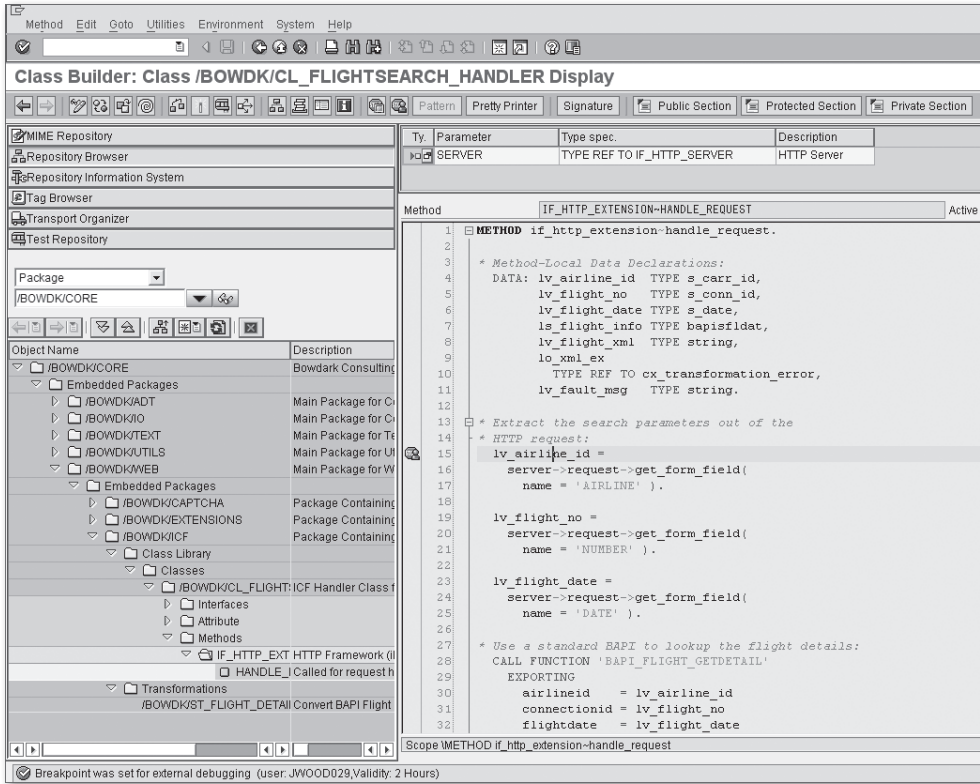 Method Edit Goto Utilities Environment System Help
Class Builder: Class /BOWDK/CL_FLIGHTSEARCH_HANDLER Display
Pattern Pretty Printer Signature Public Section Protected Section Private Section
MIME Repository
Repository Browser
Repository Information System
Tag Browser
Transport Organizer
Test Repository
Package
/BOWDK/CORE
Object Name Description
/BOWDK/CORE Bowdark Consulting
Embedded Packages
/BOWDK/ADT Main Package for C
/BOWDK/IO Main Package for C
/BOWDK/TEXT Main Package for Te
/BOWDK/UTILS Main Package for Ut
/BOWDK/WEB Main Package for W
Embedded Packages
/BOWDK/CAPTCHA Package Containing
/BOWDK/EXTENSIONS Package Containing
/BOWDK/ICF Package Containing
Class Library
Classes
/BOWDK/CL_FLIGHT ICF Handler Class f
Interfaces
Attribute
Methods
IF_HTTP_EXT HTTP Framework (i
HANDLE_ Called for request h
Transformations
/BOWDK/ST_FLIGHT_DETAI Convert BAPI Flight
Ty. Parameter Type spec. Description
SERVER TYPE REF TO IF_HTTP_SERVER HTTP Server
Method IF_HTTP_EXTENSION~HANDLE_REQUEST Active
1 METHOD if_http_extension~handle_request.
2
3 * Method-Local Data Declarations:
4 DATA: lv_airline_id TYPE s_carr_id,
5 lv_flight_no TYPE s_conn_id,
6 lv_flight_date TYPE s_date,
7 ls_flight_info TYPE bapisfldat,
8 lv_flight_xml TYPE string,
9 lo_xml_ex
10 TYPE REF TO cx_transformation_error,
11 lv_fault_msg TYPE string.
12
13 * Extract the search parameters out of the
14 * HTTP request:
15 lv_airline_id =
16 server->request->get_form_field(
17 name = 'AIRLINE' ).
18
19 lv_flight_no =
20 server->request->get_form_field(
21 name = 'NUMBER' ).
22
23 lv_flight_date =
24 server->request->get_form_field(
25 name = 'DATE' ).
26
27 * Use a standard BAPI to lookup the flight details:
28 CALL FUNCTION 'BAPI_FLIGHT_GETDETAIL'
29 EXPORTING
30 airlineid = lv_airline_id
31 connectionid = lv_flight_no
32 flightdate = lv_flight_date
Scope \METHOD if_http_extension~handle_request
Breakpoint was set for external debugging (user: JWOOD029,Validity: 2 Hours)